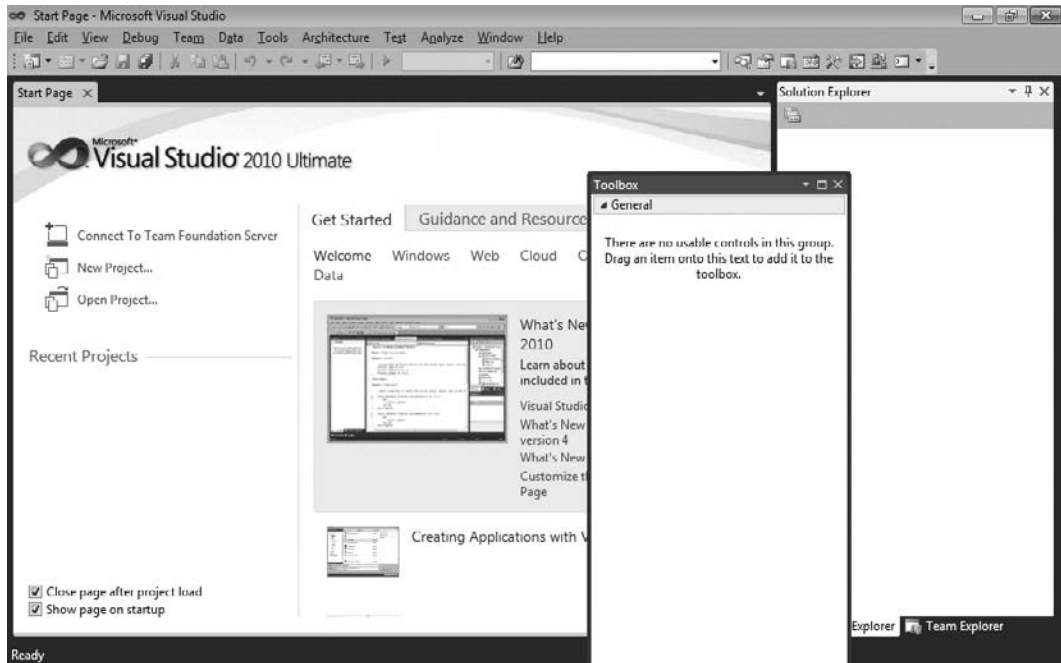 Start Page - Microsoft Visual Studio
File Edit View Debug Team Data Tools Architecture Test Analyze Window Help
Start Page
Solution Explorer
Microsoft
Visual Studio 2010 Ultimate
Connect To Team Foundation Server
New Project...
Open Project...
Recent Projects
Close page after project load
Show page on startup
Get Started Guidance and Resource
Welcome Windows Web Cloud
Data
What's Ne
2010
Learn about
included in t
Visual Studio
What's New
version 4
What's New
Customize t
Page
Creating Applications with V
Toolbox
General
There are no usable controls in this group.
Drag an item onto this text to add it to the
toolbox.
Explorer Team Explorer
Ready